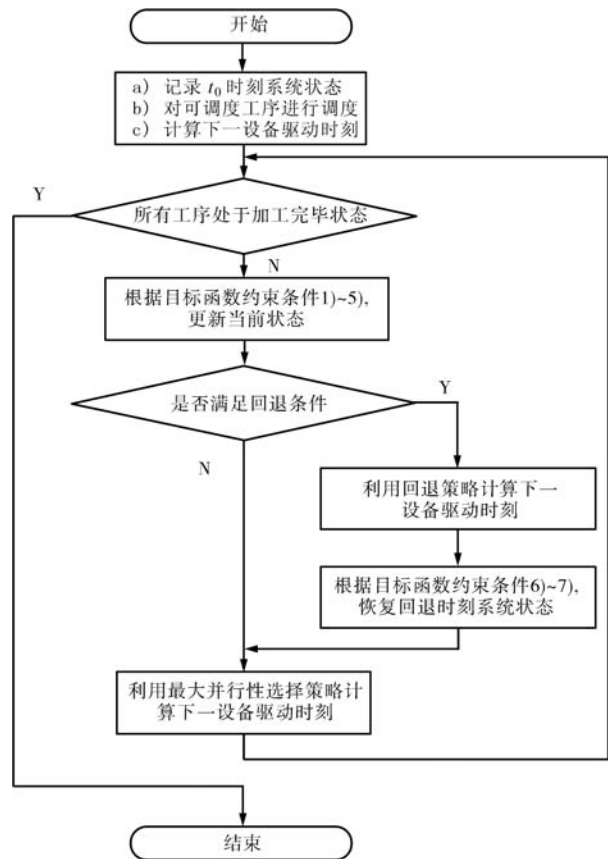 开始
a) 记录 t₀ 时刻系统状态
b) 对可调度工序进行调度
c) 计算下一设备驱动时刻
Y
所有工序处于加工完毕状态
N
根据目标函数约束条件1)~5),
更新当前状态
Y
是否满足回退条件
N
利用回退策略计算下一
设备驱动时刻
根据目标函数约束条件6)~7),
恢复回退时刻系统状态
利用最大并行性选择策略计
算下一设备驱动时刻
结束